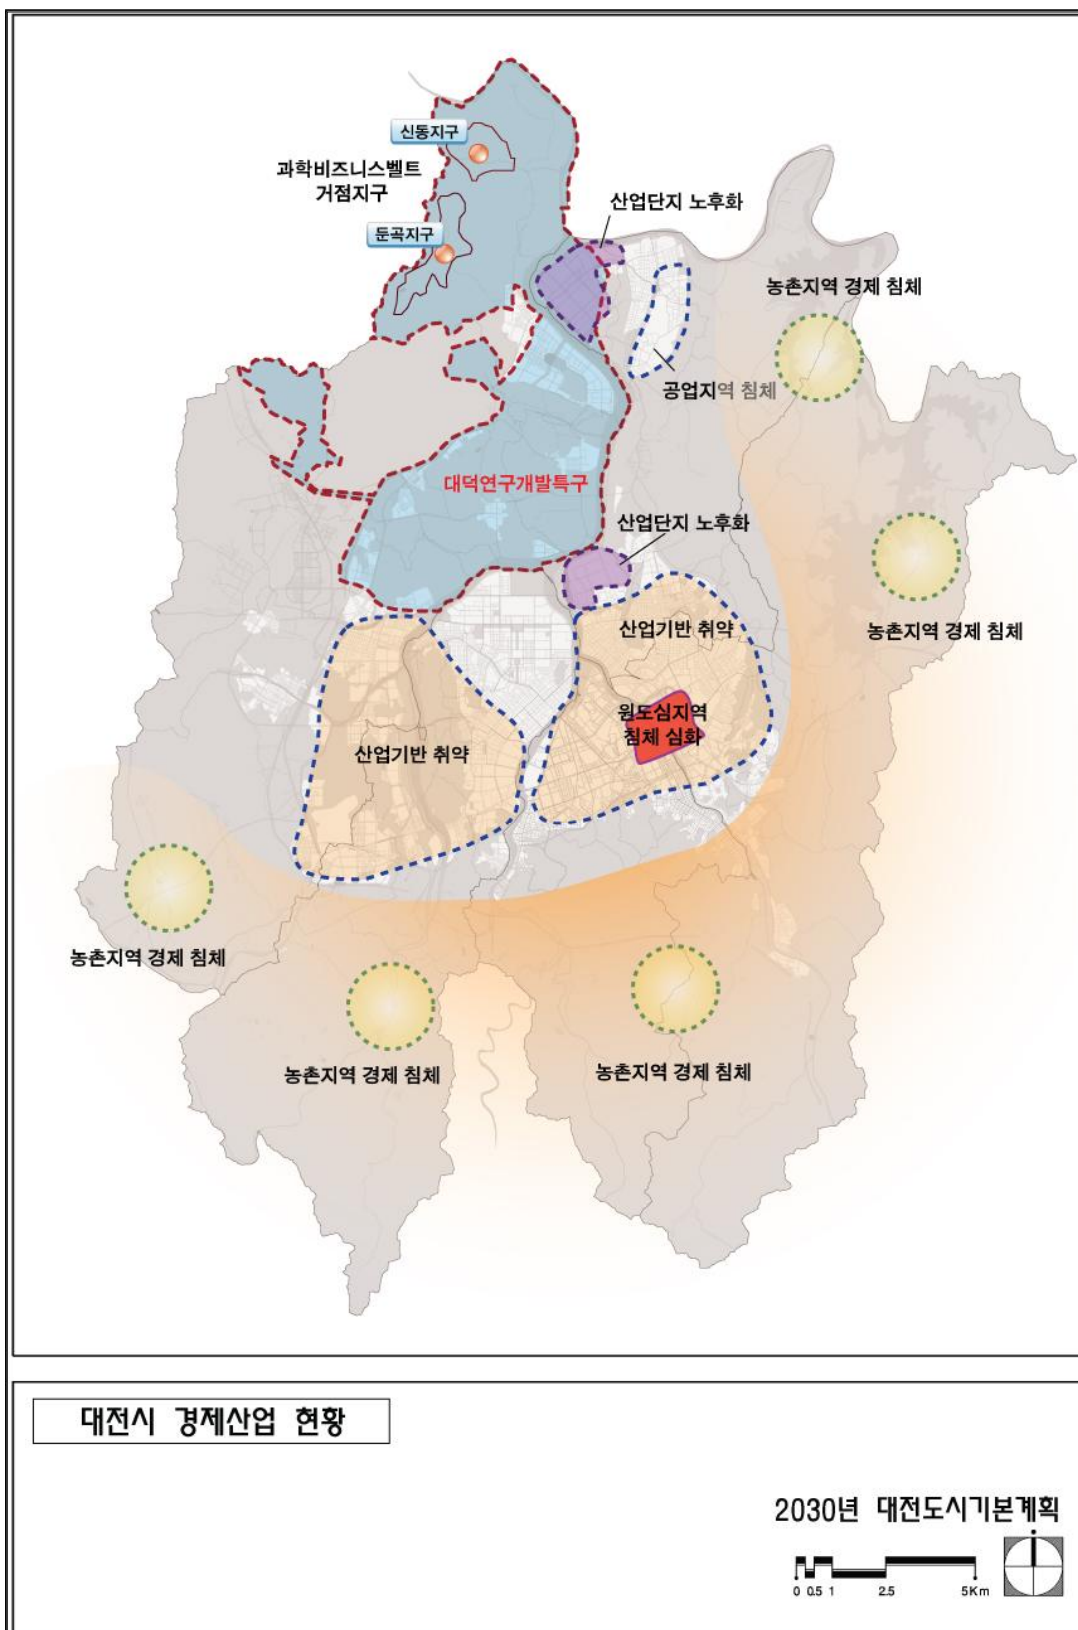 신동지구
과학비즈니스벨트
거점지구
산업단지 노후화
둔곡지구
농촌지역 경제 침체
공업지역 침체
대덕연구개발특구
산업단지 노후화
농촌지역 경제 침체
산업기반 취약
원도심지역
침체 심화
산업기반 취약
농촌지역 경제 침체
농촌지역 경제 침체
농촌지역 경제 침체
대전시 경제산업 현황
2030년 대전도시기본계획
0 0.5 1 2.5 5Km